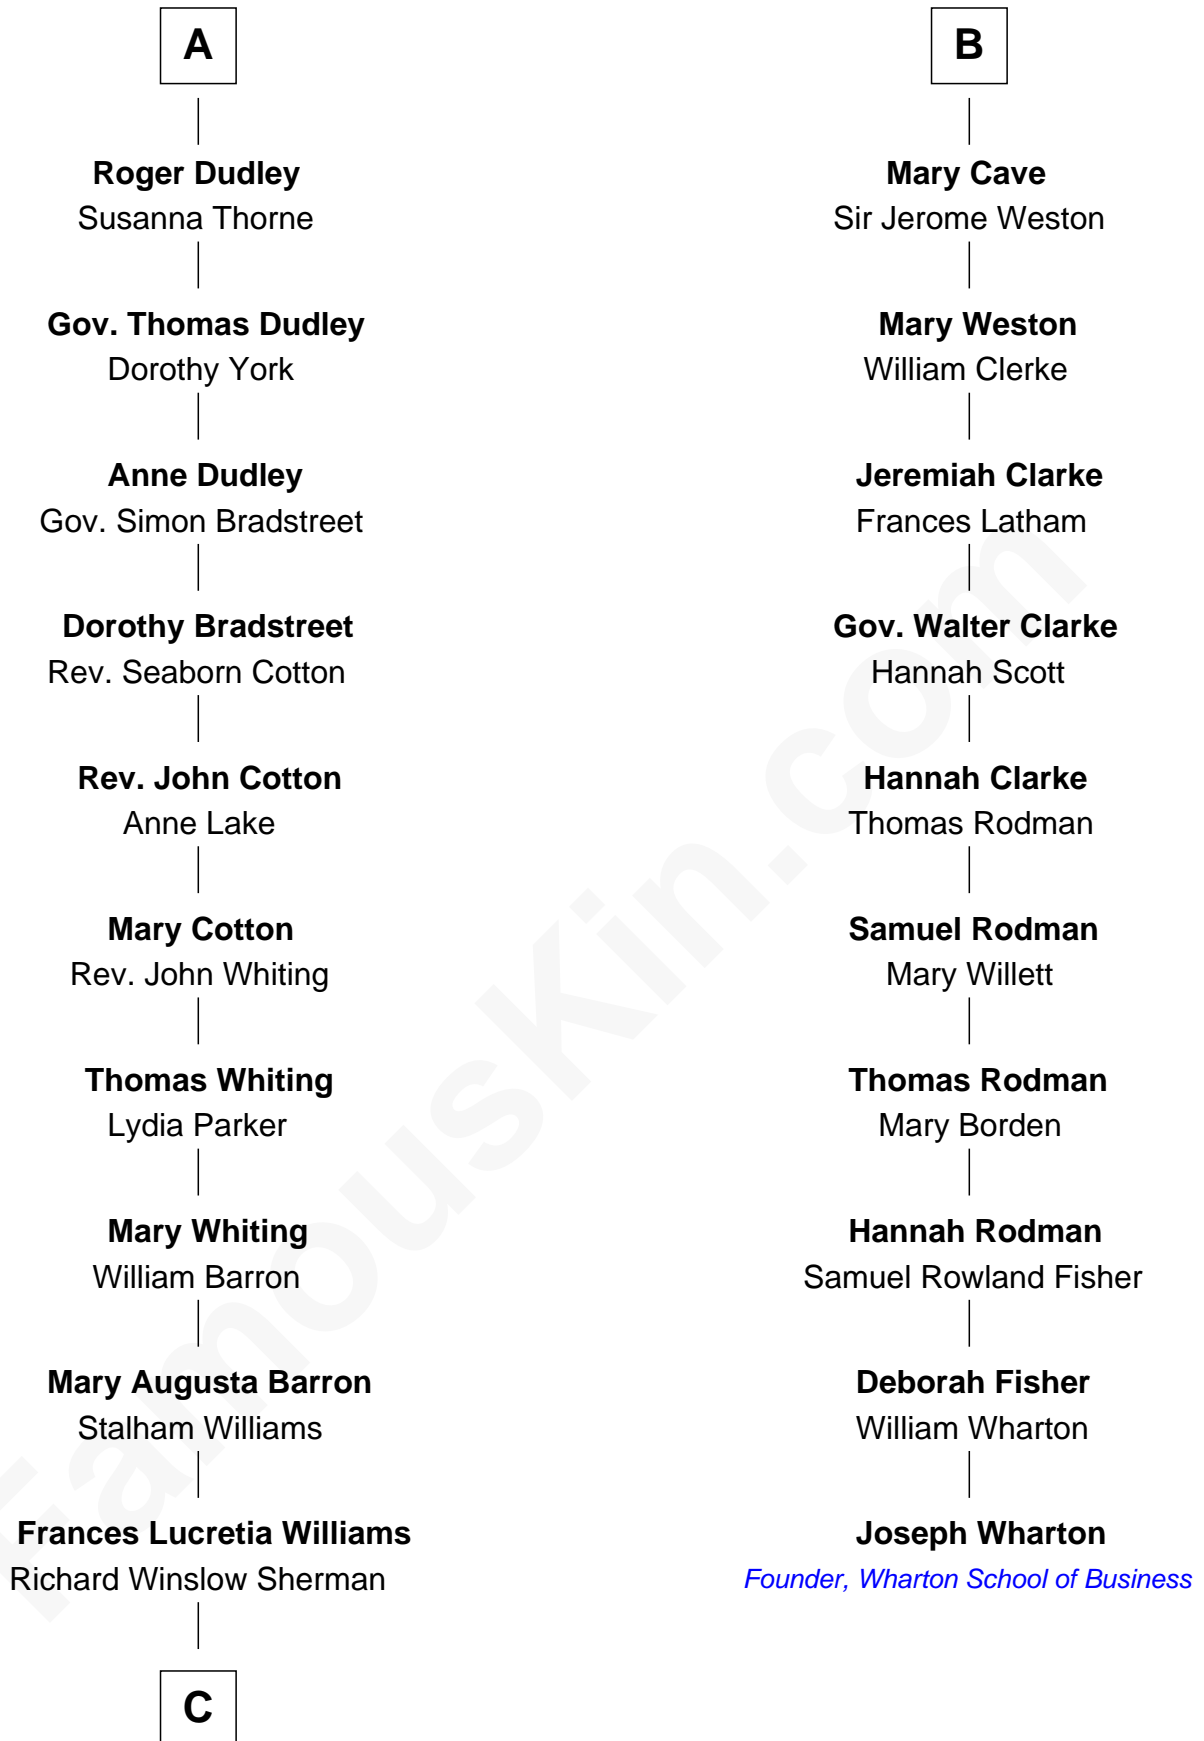 A
Roger Dudley
Susanna Thorne
Gov. Thomas Dudley
Dorothy York
Anne Dudley
Gov. Simon Bradstreet
Dorothy Bradstreet
Rev. Seaborn Cotton
Rev. John Cotton
Anne Lake
Mary Cotton
Rev. John Whiting
Thomas Whiting
Lydia Parker
Mary Whiting
William Barron
Mary Augusta Barron
Stalham Williams
Frances Lucretia Williams
Richard Winslow Sherman
C
B
Mary Cave
Sir Jerome Weston
Mary Weston
William Clerke
Jeremiah Clarke
Frances Latham
Gov. Walter Clarke
Hannah Scott
Hannah Clarke
Thomas Rodman
Samuel Rodman
Mary Willett
Thomas Rodman
Mary Borden
Hannah Rodman
Samuel Rowland Fisher
Deborah Fisher
William Wharton
Joseph Wharton
Founder, Wharton School of Business
FamousKin.com